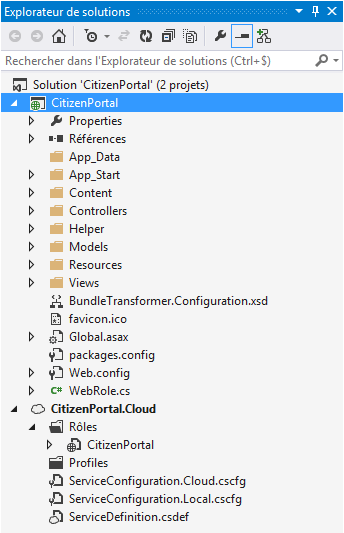 Explorateur de solutions
Rechercher dans l'Explorateur de solutions (Ctrl+$)
Solution 'CitizenPortal' (2 projets)
CitizenPortal
Properties
Références
App_Data
App_Start
Content
Controllers
Helper
Models
Resources
Views
BundleTransformer.Configuration.xsd
favicon.ico
Global.asax
packages.config
Web.config
C# WebRole.cs
CitizenPortal.Cloud
Rôles
CitizenPortal
Profiles
ServiceConfiguration.Cloud.cscfg
ServiceConfiguration.Local.cscfg
ServiceDefinition.csdef